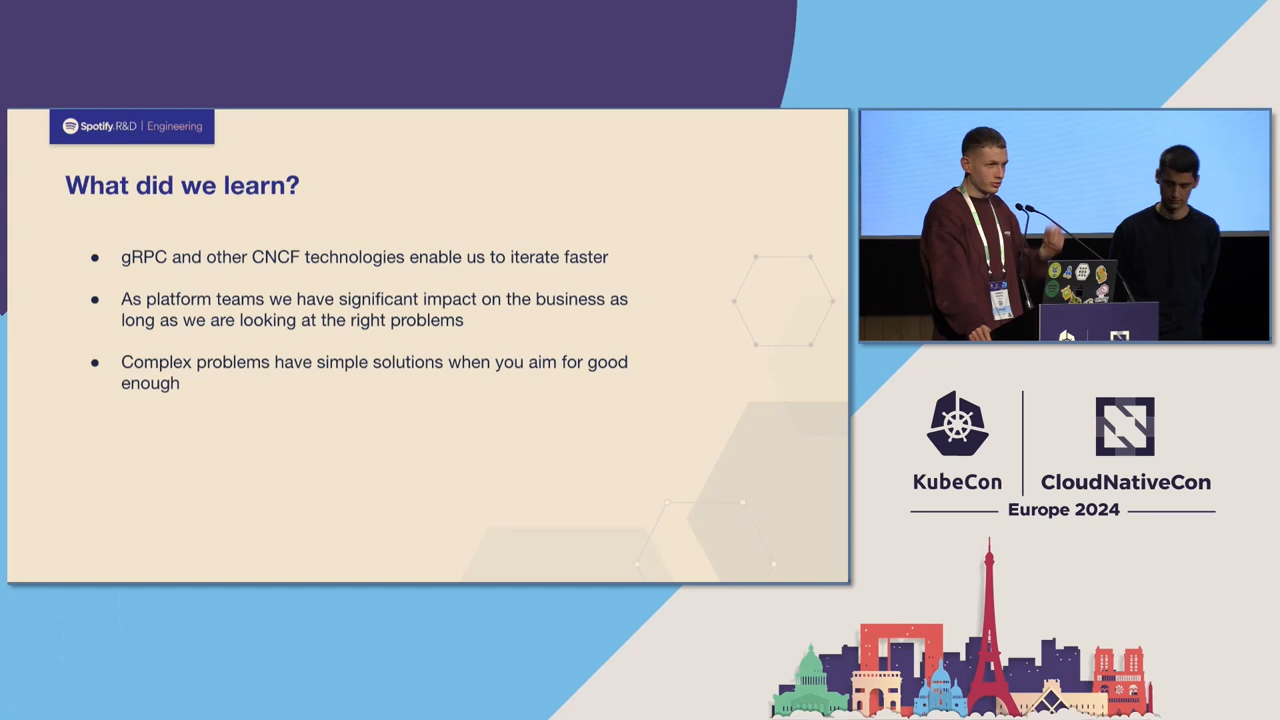 Spotify R&D | Engineering
What did we learn?
● gRPC and other CNCF technologies enable us to iterate faster
● As platform teams we have significant impact on the business as
long as we are looking at the right problems
● Complex problems have simple solutions when you aim for good
enough
KubeCon
CloudNativeCon
Europe 2024